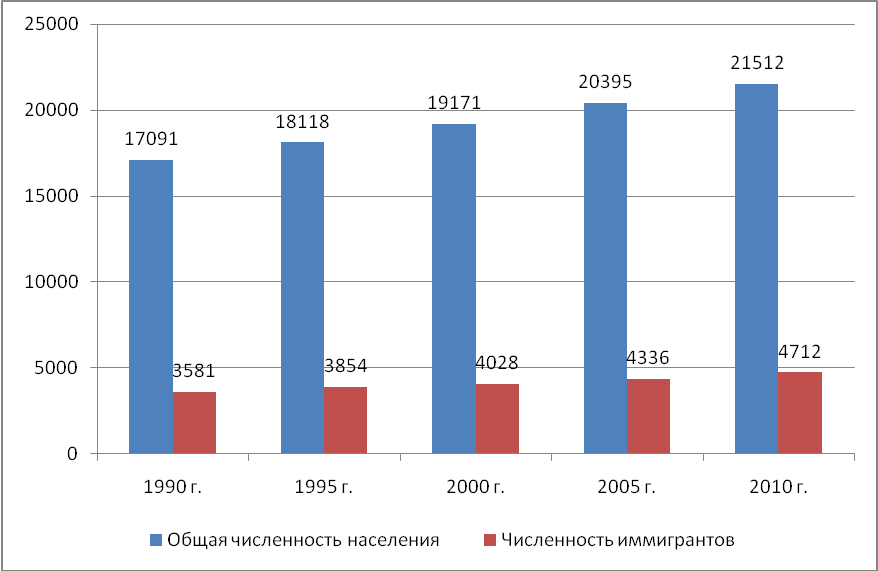 25000
20000
15000
10000
5000
0
17091
3581
18118
3854
19171
4028
20395
4336
21512
4712
1990 г.
1995 г.
2000 г.
2005 г.
2010 г.
Общая численность населения
Численность иммигрантов